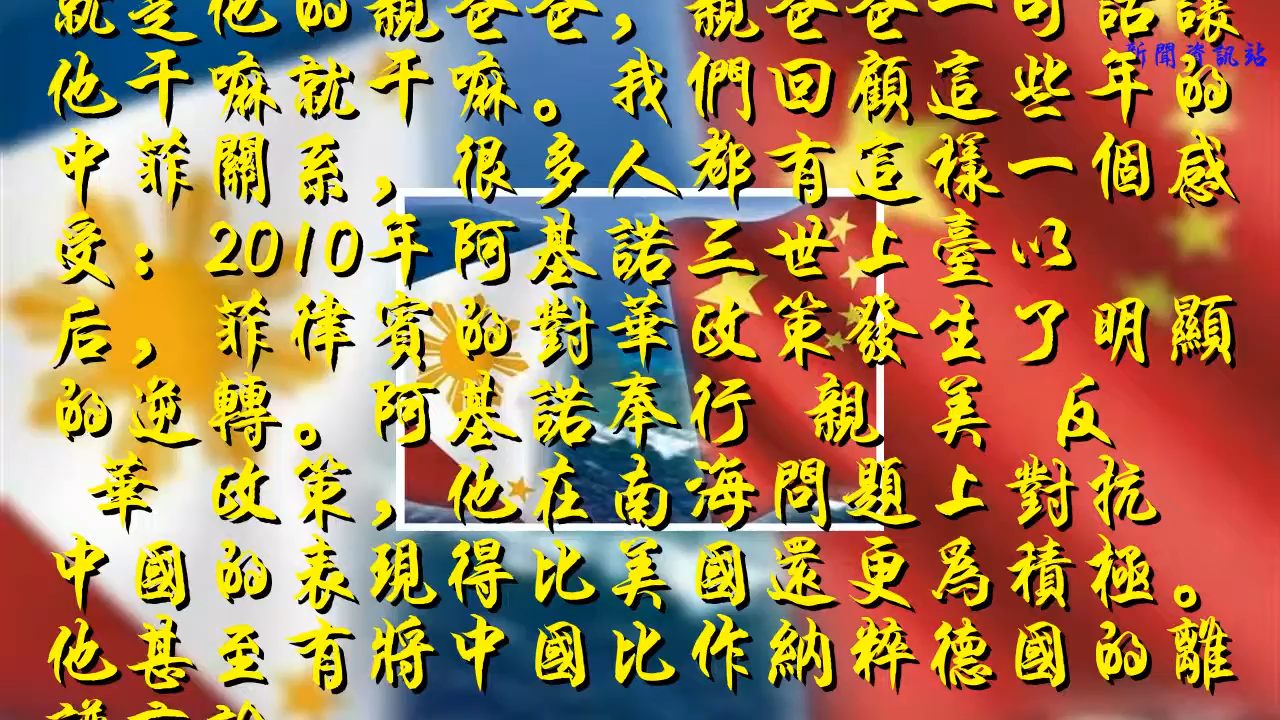 就是他的親爸爸，親爸爸一句話讓
新聞資訊站
他干嘛就干嘛。我們回顧這些年的
中菲關系，很多人都有這樣一個感
受：2010年阿基諾三世上臺以
后，菲律賓的對華政策發生了明顯
的逆轉。阿基諾奉行 親 美 反
華 政策，他在南海問題上對抗
中國的表現得比美國還更爲積極。
他甚至有將中國比作納粹德國的離